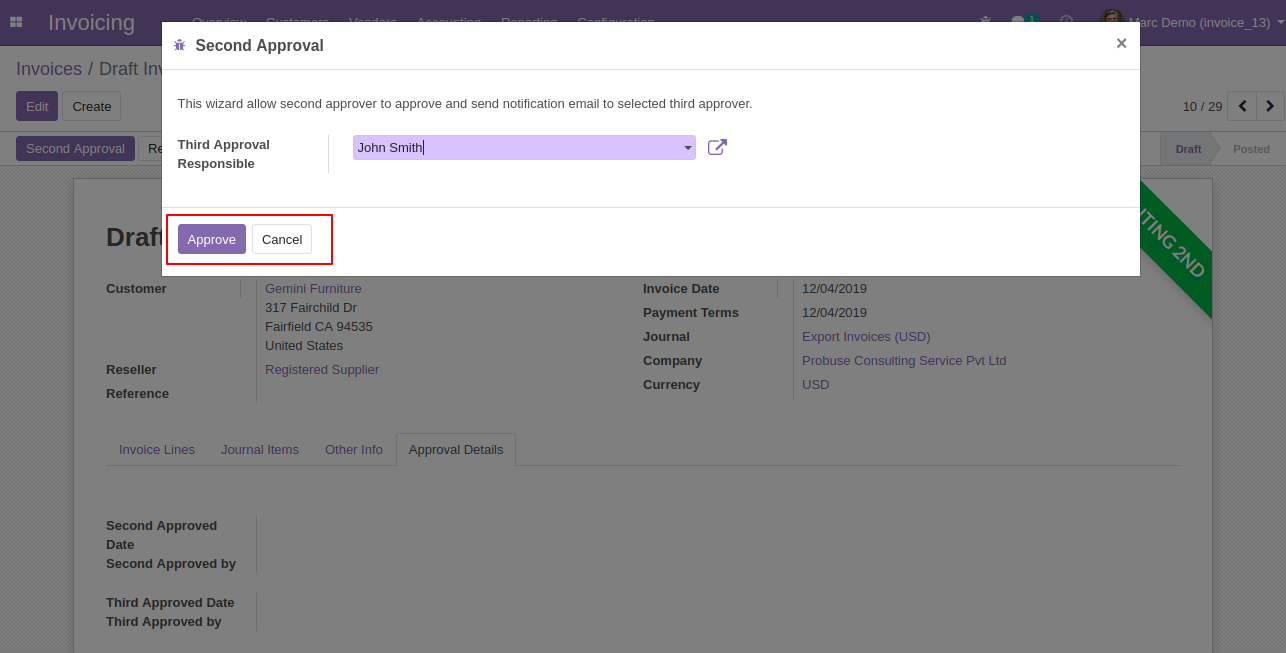 Invoicing
Overview Customers Vendors Accounting Reporting Configuration
1
Marc Demo (invoice_13)
Second Approval
×
Invoices / Draft Inv
Edit
Create
10 / 29
This wizard allow second approver to approve and send notification email to selected third approver.
Third Approval
Responsible
John Smith
Second Approval
Re
Draft
Posted
Approve
Cancel
Draft
ITING 2ND
Customer
Gemini Furniture
317 Fairchild Dr
Fairfield CA 94535
United States
Reseller
Registered Supplier
Reference
Invoice Date
12/04/2019
Payment Terms
12/04/2019
Journal
Export Invoices (USD)
Company
Probuse Consulting Service Pvt Ltd
Currency
USD
Invoice Lines
Journal Items
Other Info
Approval Details
Second Approved
Date
Second Approved by
Third Approved Date
Third Approved by